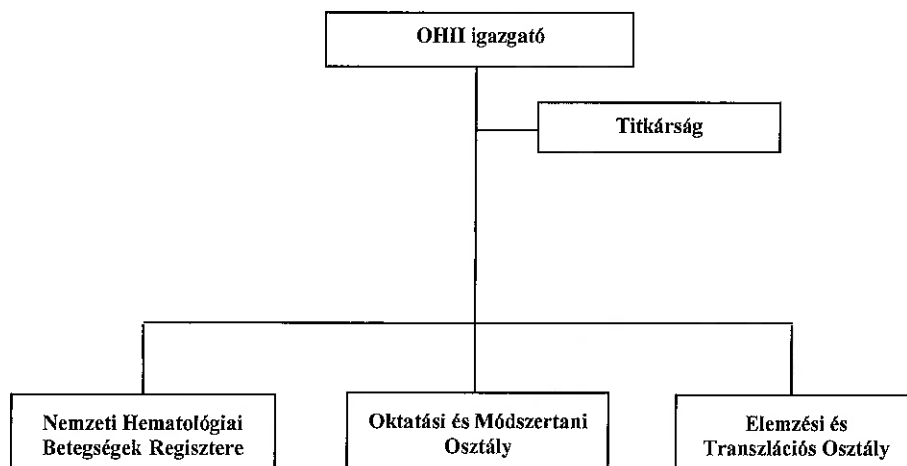 OHII igazgató
Titkárság
Nemzeti Hematológiai
Betegségek Regisztere
Oktatási és Módszertani
Osztály
Elemzési és
Transzlációs Osztály